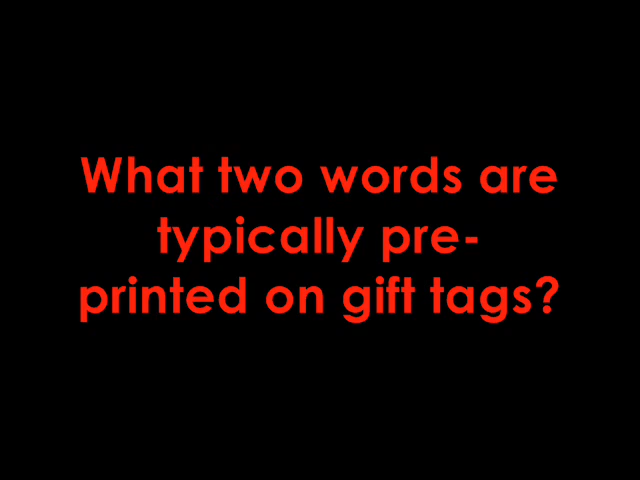 What two words are
typically pre-
printed on gift tags?